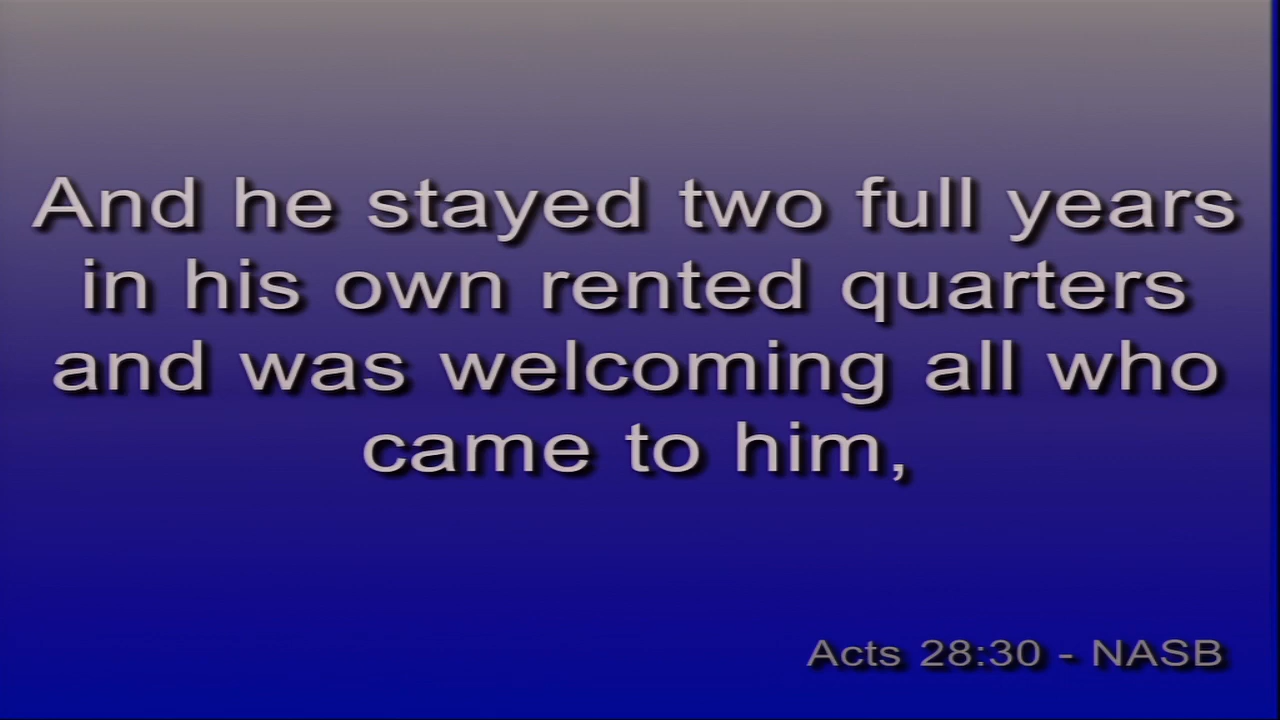 And he stayed two full years
in his own rented quarters
and was welcoming all who
came to him,
Acts 28:30 - NASB